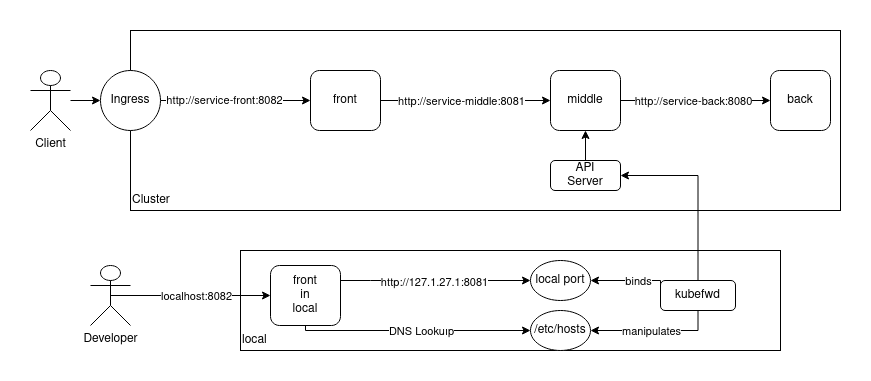 Client
Ingress
http://service-front:8082
front
http://service-middle:8081
middle
http://service-back:8080
back
API
Server
Cluster
Developer
localhost:8082
front
in
local
http://127.1.27.1:8081
local port
binds
kubefwd
DNS Lookup
/etc/hosts
manipulates
local